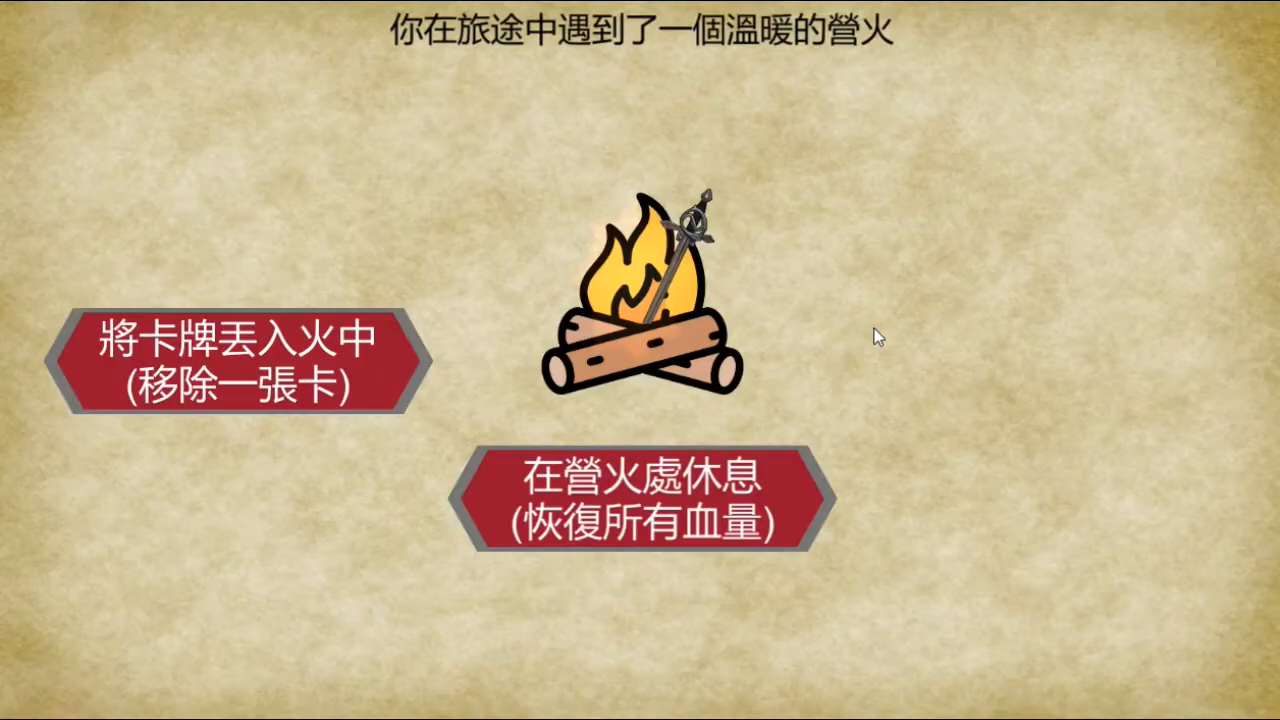 你在旅途中遇到了一個溫暖的營火
將卡牌丟入火中
(移除一張卡)
在營火處休息
(恢復所有血量)